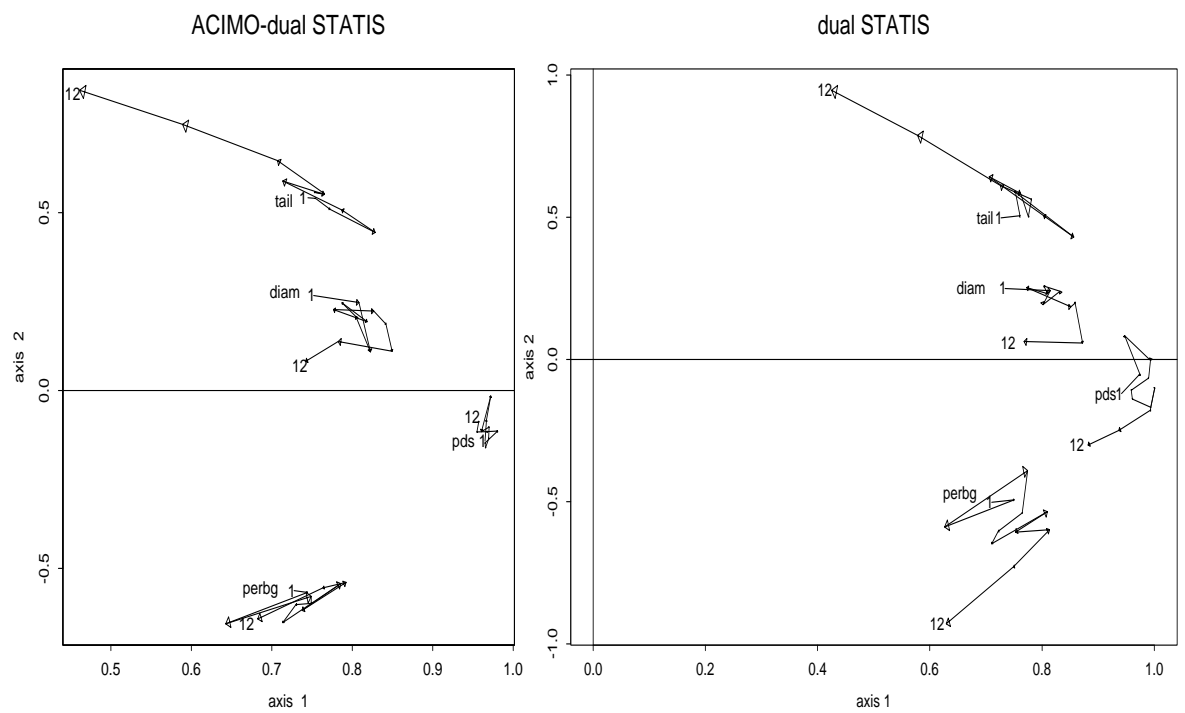 ACIMO-dual STATIS
12
tail 1
diam 1
12
12
pds 1
perbg 1
12
0.5
0.0
-0.5
axis 2
0.5 0.6 0.7 0.8 0.9 1.0
axis 1
dual STATIS
12
tail 1
diam 1
12
pds1
12
perbg 1
12
1.0
0.5
0.0
-0.5
-1.0
axis 2
0.0 0.2 0.4 0.6 0.8 1.0
axis 1